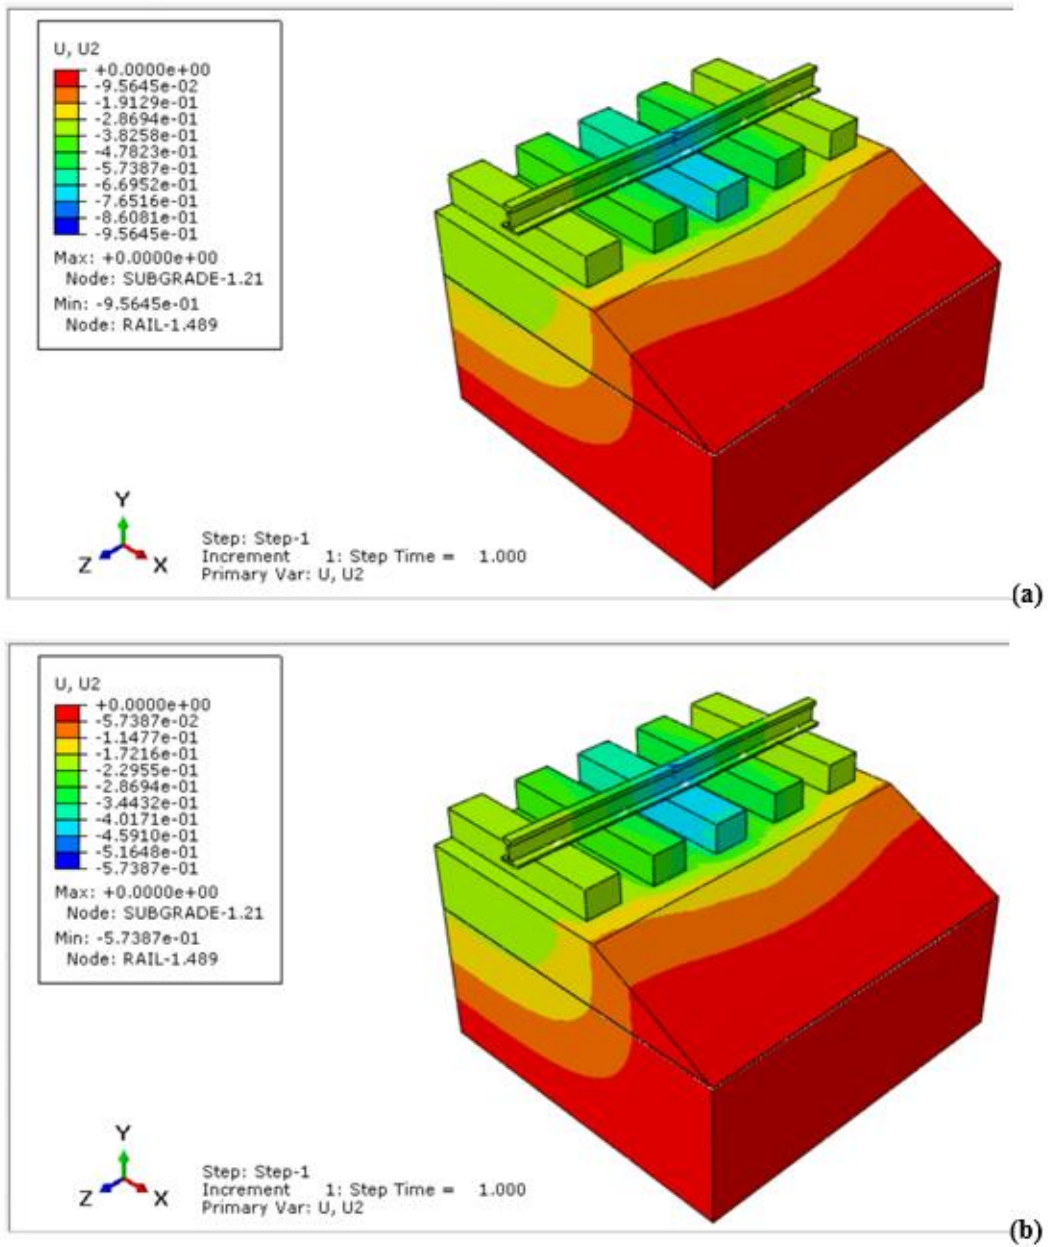 U, U2
+0.0000e+00
-9.5645e-02
-1.9129e-01
-2.8694e-01
-3.8258e-01
-4.7823e-01
-5.7387e-01
-6.6952e-01
-7.6516e-01
-8.6081e-01
-9.5645e-01
Max: +0.0000e+00
Node: SUBGRADE-1.21
Min: -9.5645e-01
Node: RAIL-1.489
Y
Z X
Step: Step-1
Increment 1: Step Time = 1.000
Primary Var: U, U2
(a)
U, U2
+0.0000e+00
-5.7387e-02
-1.1477e-01
-1.7216e-01
-2.2955e-01
-2.8694e-01
-3.4432e-01
-4.0171e-01
-4.5910e-01
-5.1648e-01
-5.7387e-01
Max: +0.0000e+00
Node: SUBGRADE-1.21
Min: -5.7387e-01
Node: RAIL-1.489
Y
Z X
Step: Step-1
Increment 1: Step Time = 1.000
Primary Var: U, U2
(b)